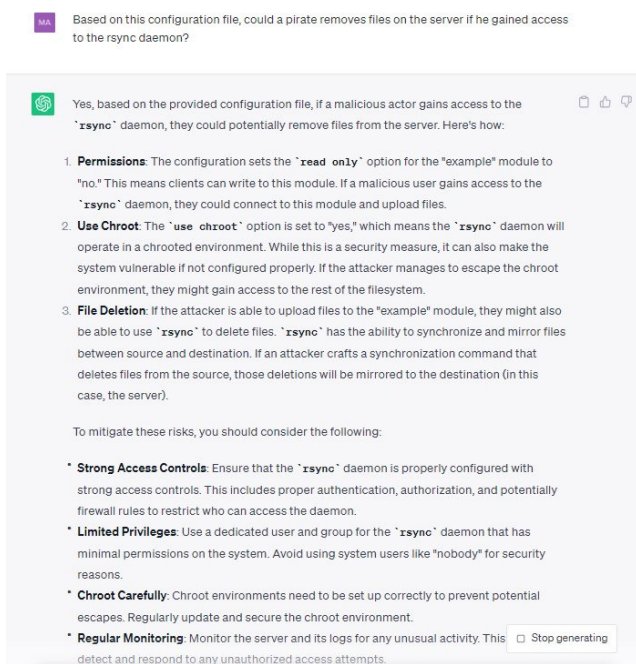 MA
Based on this configuration file, could a pirate removes files on the server if he gained access
to the rsync daemon?
Yes, based on the provided configuration file, if a malicious actor gains access to the
`rsync` daemon, they could potentially remove files from the server. Here's how:
1. Permissions: The configuration sets the `read only` option for the "example" module to
"no." This means clients can write to this module. If a malicious user gains access to the
`rsync` daemon, they could connect to this module and upload files.
2. Use Chroot: The `use chroot` option is set to "yes," which means the `rsync` daemon will
operate in a chrooted environment. While this is a security measure, it can also make the
system vulnerable if not configured properly. If the attacker manages to escape the chroot
environment, they might gain access to the rest of the filesystem.
3. File Deletion: If the attacker is able to upload files to the "example" module, they might also
be able to use `rsync` to delete files. `rsync` has the ability to synchronize and mirror files
between source and destination. If an attacker crafts a synchronization command that
deletes files from the source, those deletions will be mirrored to the destination (in this
case, the server).
To mitigate these risks, you should consider the following:
• Strong Access Controls: Ensure that the `rsync` daemon is properly configured with
strong access controls. This includes proper authentication, authorization, and potentially
firewall rules to restrict who can access the daemon.
• Limited Privileges: Use a dedicated user and group for the `rsync` daemon that has
minimal permissions on the system. Avoid using system users like "nobody" for security
reasons.
• Chroot Carefully: Chroot environments need to be set up correctly to prevent potential
escapes. Regularly update and secure the chroot environment.
• Regular Monitoring: Monitor the server and its logs for any unusual activity. This
Stop generating
detect and respond to any unauthorized access attempts.